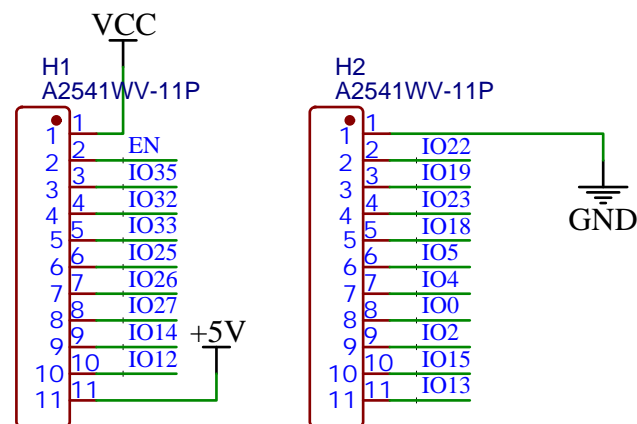 VCC
H1
A2541WV-11P
1 1
2 2 EN
3 3 IO35
4 4 IO32
5 5 IO33
6 6 IO25
7 7 IO26
8 8 IO27
9 9 IO14
10 10 IO12
11 11
+5V
H2
A2541WV-11P
1 1
2 2 IO22
3 3 IO19
4 4 IO23
5 5 IO18
6 6 IO5
7 7 IO4
8 8 IO0
9 9 IO2
10 10 IO15
11 11 IO13
GND